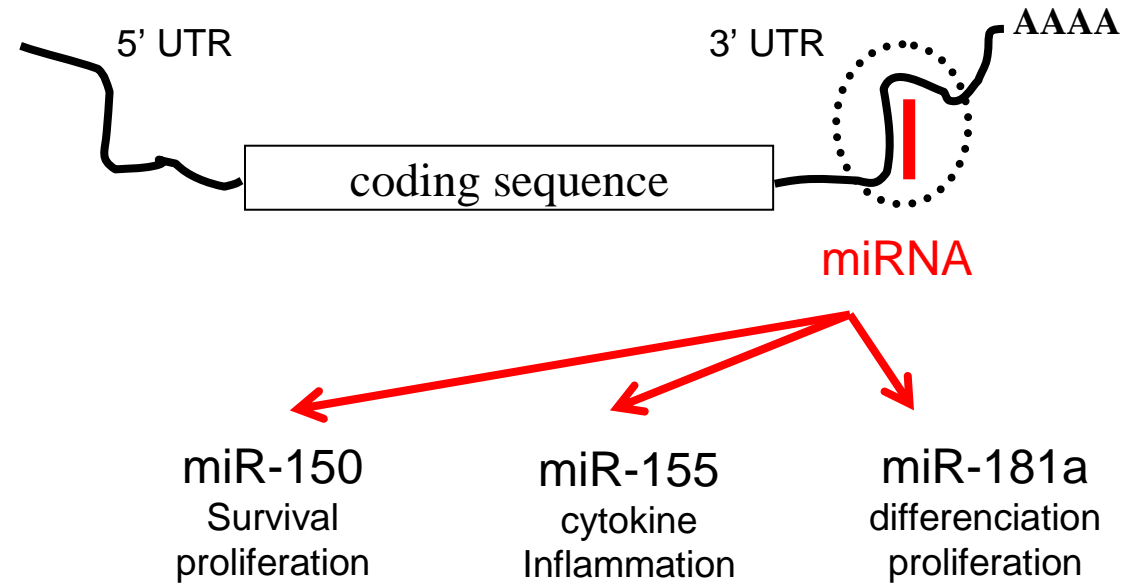 5’ UTR
3’ UTR
AAAA
coding sequence
miRNA
miR-150
Survival
proliferation
miR-155
cytokine
Inflammation
miR-181a
differenciation
proliferation